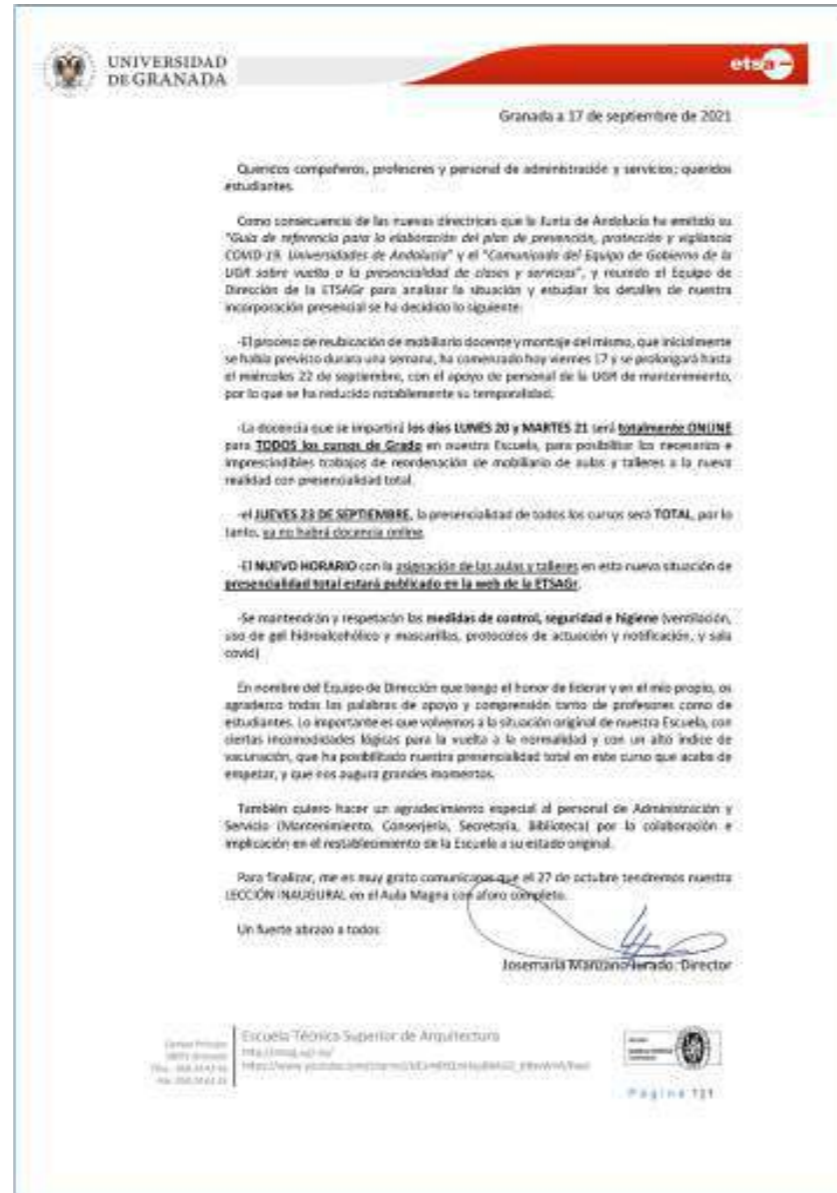 UNIVERSIDAD
DE GRANADA
etsa
Granada a 17 de septiembre de 2021
Queridos compañeros, profesores y personal de administración y servicios; queridos
estudiantes.
Como consecuencia de las nuevas directrices que la Junta de Andalucía ha emitido su
"Guía de referencia para la elaboración del plan de prevención, protección y vigilancia
COVID-19. Universidades de Andalucía" y el "Comunicado del Equipo de Gobierno de la
UGR sobre vuelta a la presencialidad de clases y servicios", y reunido el Equipo de
Dirección de la ETSAGr para analizar la situación y estudiar los detalles de nuestra
incorporación presencial se ha decidido lo siguiente:
-El proceso de reubicación de mobiliario docente y montaje del mismo, que inicialmente
se había previsto durara una semana, ha comenzado hoy viernes 17 y se prolongará hasta
el miércoles 22 de septiembre, con el apoyo de personal de la UGR de mantenimiento,
por lo que se ha reducido notablemente su temporalidad.
-La docencia que se impartirá los días LUNES 20 y MARTES 21 será totalmente ONLINE
para TODOS los cursos de Grado en nuestra Escuela, para posibilitar los necesarios e
imprescindibles trabajos de reordenación de mobiliario de aulas y talleres a la nueva
realidad con presencialidad total.
-el JUEVES 23 DE SEPTIEMBRE, la presencialidad de todos los cursos será TOTAL, por lo
tanto, ya no habrá docencia online.
-El NUEVO HORARIO con la asignación de las aulas y talleres en esta nueva situación de
presencialidad total estará publicado en la web de la ETSAGr.
-Se mantendrán y respetarán las medidas de control, seguridad e higiene (ventilación,
uso de gel hidroalcohólico y mascarillas, protocolos de actuación y notificación, y sala
covid)
En nombre del Equipo de Dirección que tengo el honor de liderar y en el mío propio, os
agradezco todas las palabras de apoyo y comprensión tanto de profesores como de
estudiantes. Lo importante es que volvemos a la situación original de nuestra Escuela, con
ciertas incomodidades lógicas para la vuelta a la normalidad y con un alto índice de
vacunación, que ha posibilitado nuestra presencialidad total en este curso que acaba de
empezar, y que nos augura grandes momentos.
También quiero hacer un agradecimiento especial al personal de Administración y
Servicio (Mantenimiento, Conserjería, Secretaría, Biblioteca) por la colaboración e
implicación en el restablecimiento de la Escuela a su estado original.
Para finalizar, me es muy grato comunicaros que el 27 de octubre tendremos nuestra
LECCIÓN INAUGURAL en el Aula Magna con aforo completo.
Un fuerte abrazo a todos
Josemaría Manzano Jurado. Director
Escuela Técnica Superior de Arquitectura
Página 1|1